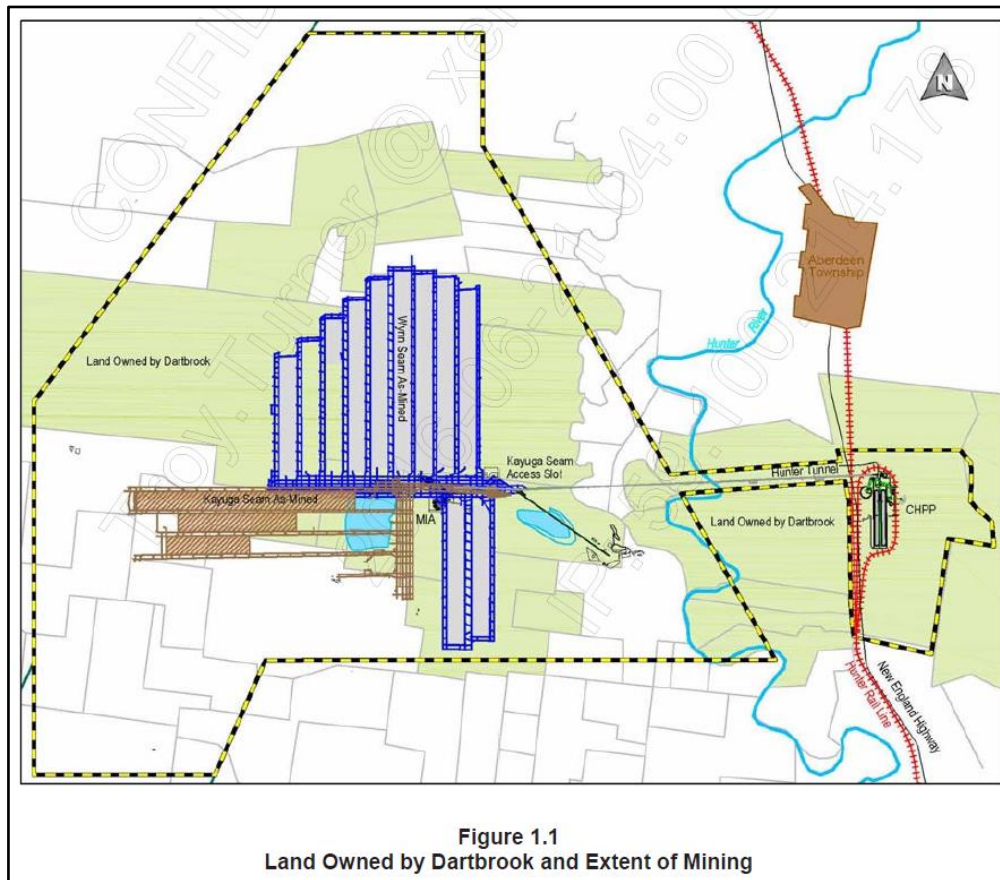 N
Aberdeen
Township
Hunter River
Land Owned by Dartbrook
Wynn Seam As-Mined
Kayuga Seam
Access Slot
Hunter Tunnel
Kayuga Seam As-Mined
MIA
Land Owned by Dartbrook
CHPP
Hunter Rail Line
New England Highway
Figure 1.1
Land Owned by Dartbrook and Extent of Mining